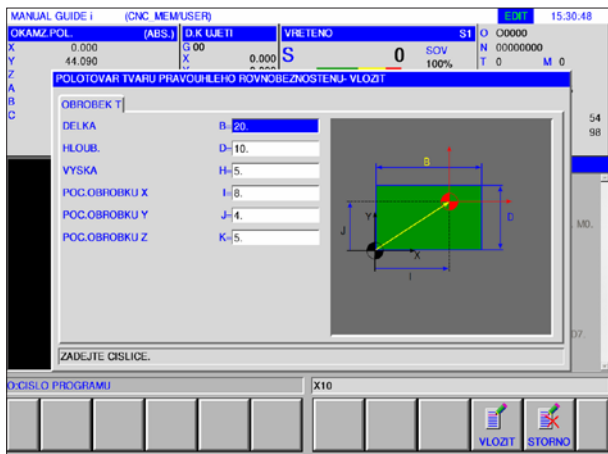 MANUAL GUIDE i (CNC_MEM/USER) EDIT 15:30:48
OKAMZ.POL. (ABS.) D.K UJETI VRETENO S1 O O0000
X 0.000 G 00 S 0 SOV 100% N 00000000
Y 44.090 X 0.000 T 0 M 0
Z
A
B
C
54
98
POLOTOVAR TVARU PRAVOUHLEHO ROVNOBEZNOSTENU- VLOZIT
OBROBEK T
DELKA B= 20.
HLOUB. D= 10.
VYSKA H= 5.
POC.OBROBKU X I= 8.
POC.OBROBKU Y J= 4.
POC.OBROBKU Z K= 5.
B
D
J
Y
X
I
M0.
07.
ZADEJTE CISLICE.
O:CISLO PROGRAMU X10
VLOZIT STORNO